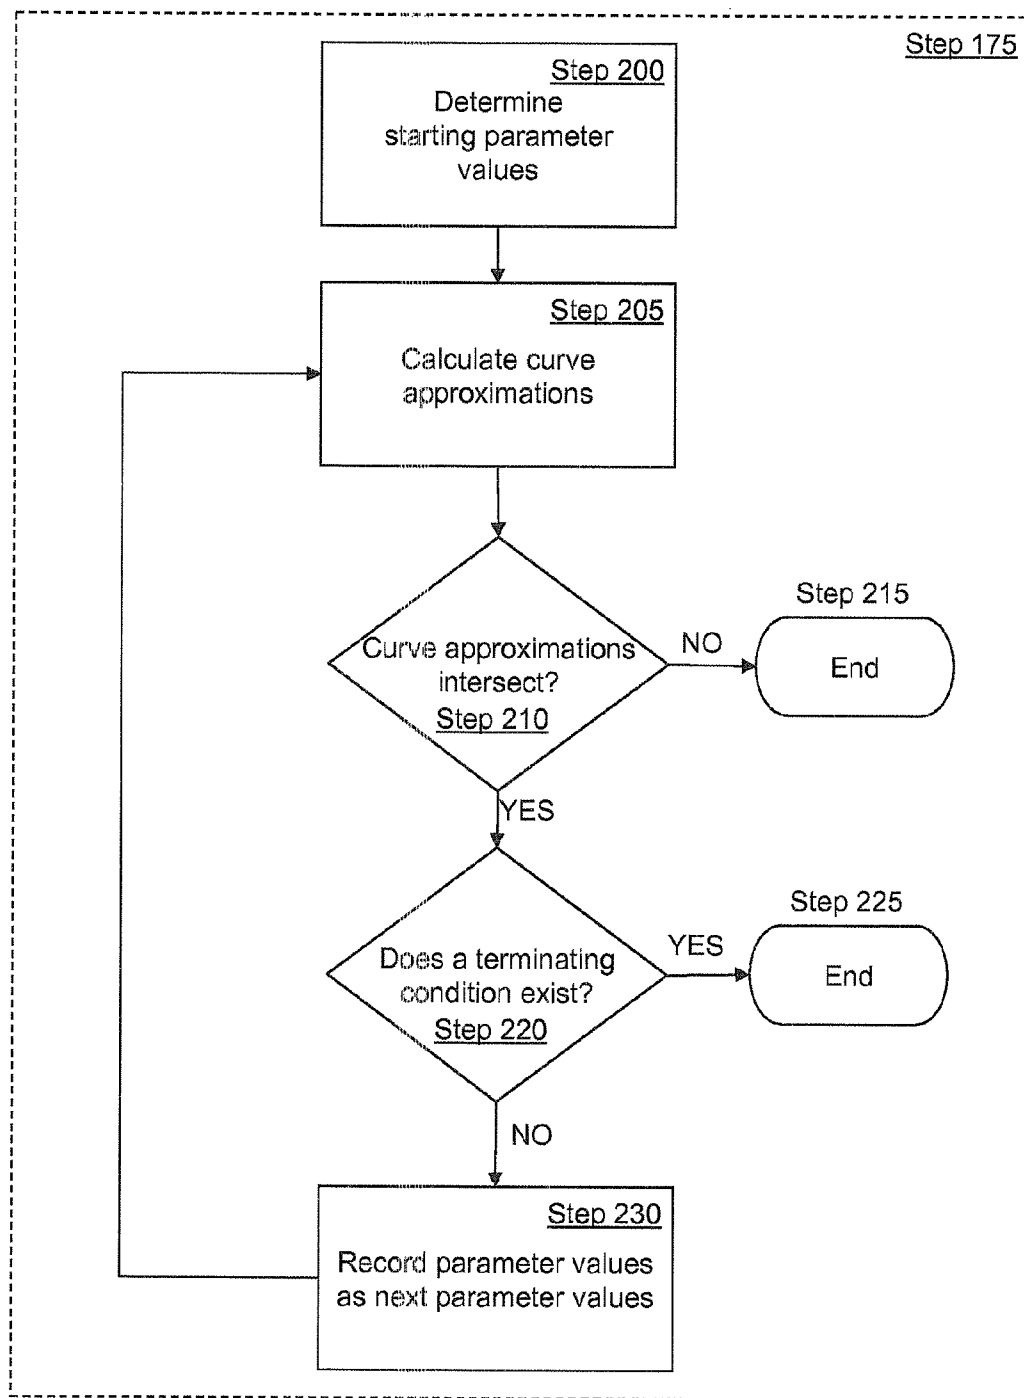 Step 175
Step 200
Determine
starting parameter
values
Step 205
Calculate curve
approximations
Curve approximations
intersect?
Step 210
NO
Step 215
End
YES
Does a terminating
condition exist?
Step 220
YES
Step 225
End
NO
Step 230
Record parameter values
as next parameter values